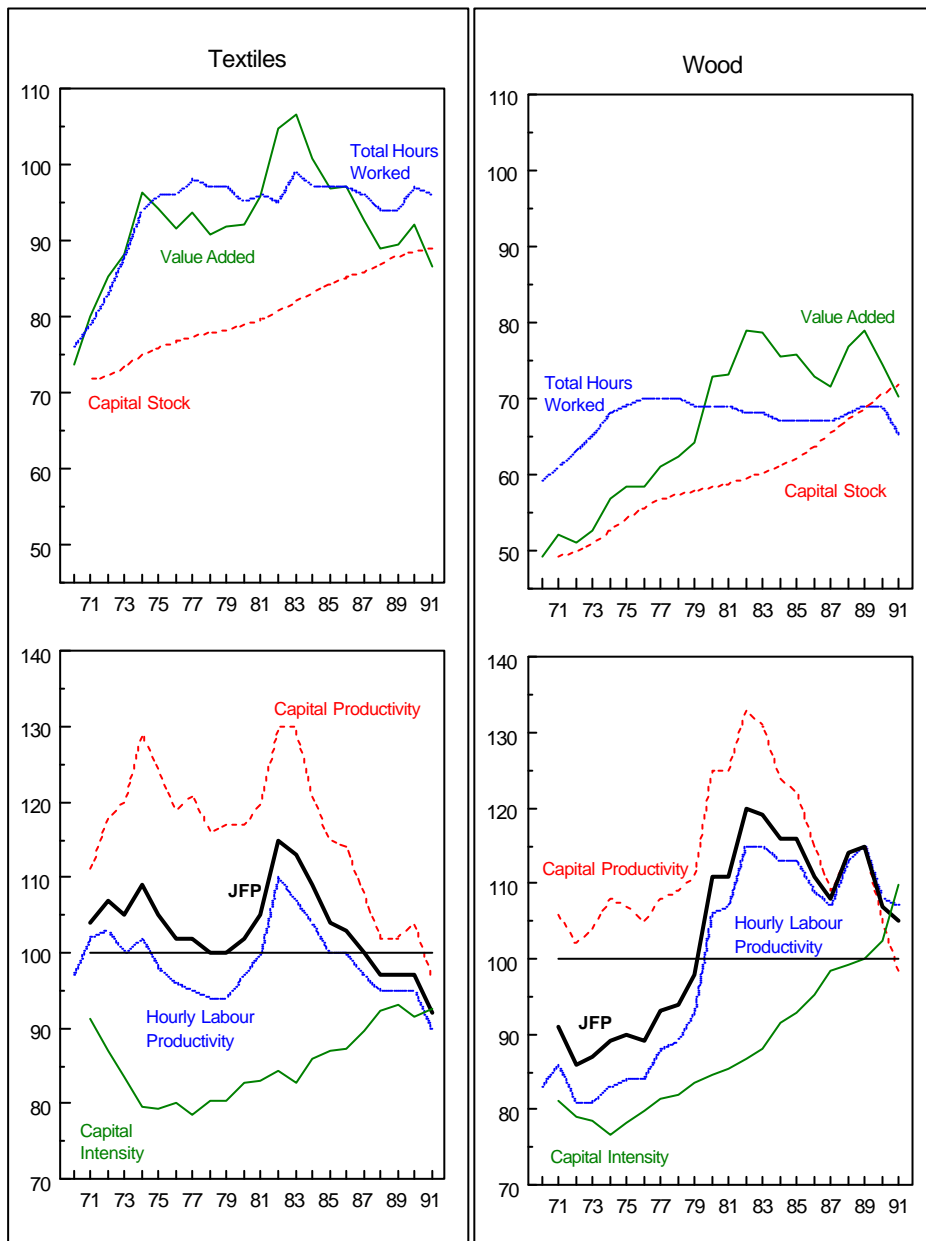 Textiles
110
100
90
80
70
60
50
Total Hours
Worked
Value Added
Capital Stock
71 73 75 77 79 81 83 85 87 89 91
Wood
110
100
90
80
70
60
50
Value Added
Total Hours
Worked
Capital Stock
71 73 75 77 79 81 83 85 87 89 91
140
130
120
110
100
90
80
70
Capital Productivity
JFP
Hourly Labour
Productivity
Capital
Intensity
71 73 75 77 79 81 83 85 87 89 91
140
130
120
110
100
90
80
70
Capital Productivity
Hourly Labour
Productivity
JFP
Capital Intensity
71 73 75 77 79 81 83 85 87 89 91